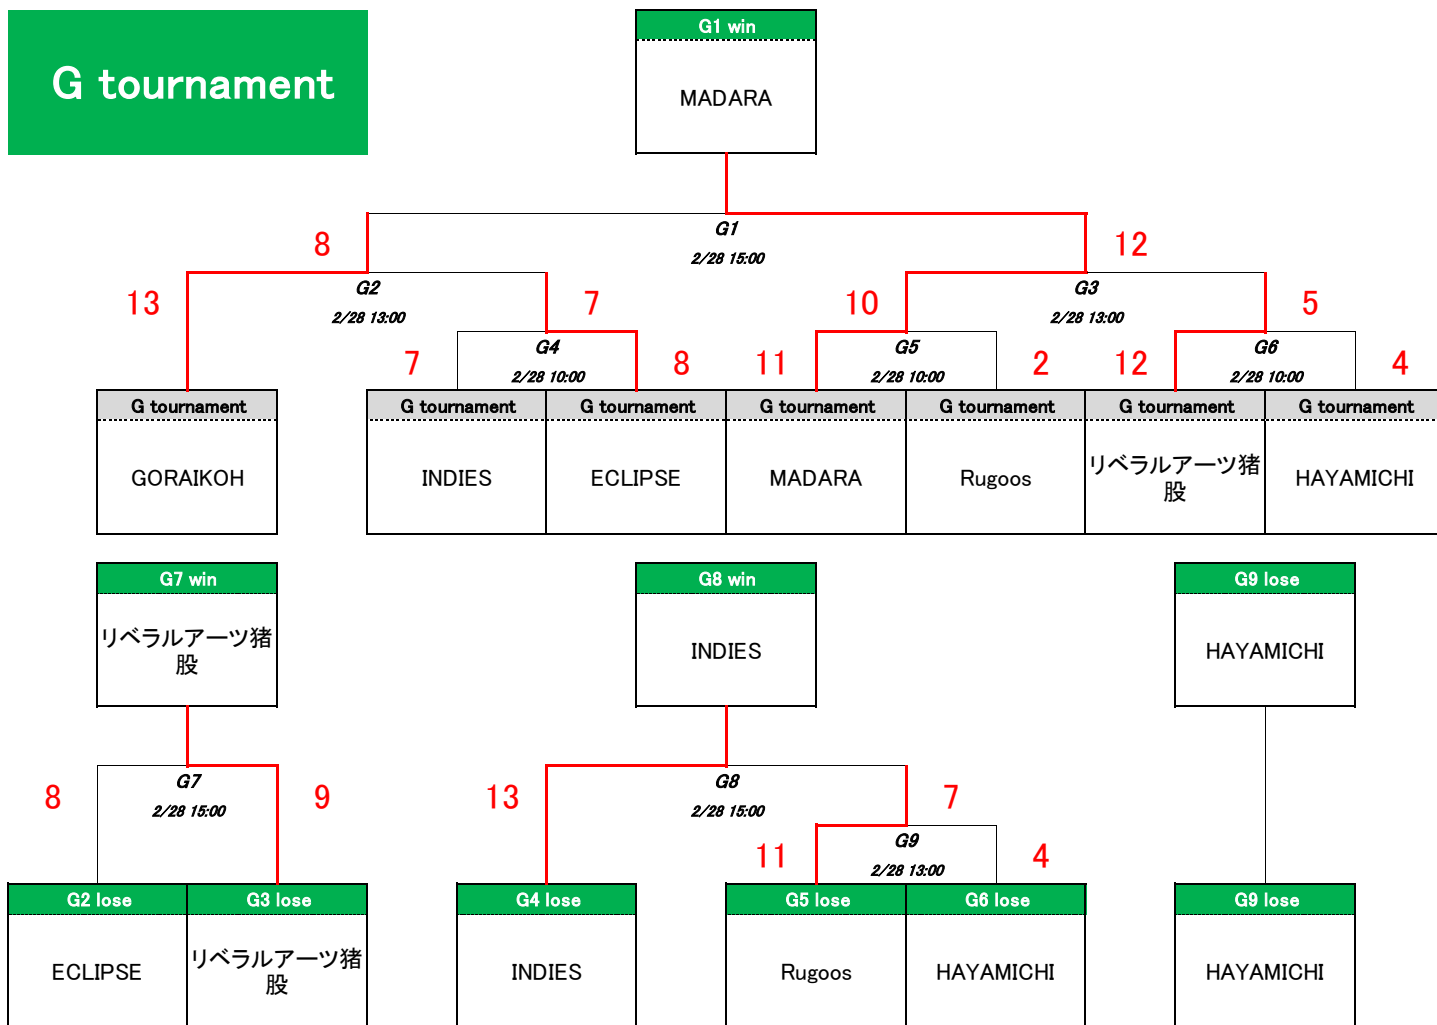 G tournament
G1 win
MADARA
G1
2/28 15:00
8
12
G2
2/28 13:00
13
7
G3
2/28 13:00
10
5
G4
2/28 10:00
7
8
G5
2/28 10:00
11
2
G6
2/28 10:00
12
4
G tournament
GORAIKOH
G tournament
INDIES
G tournament
ECLIPSE
G tournament
MADARA
G tournament
Rugoos
G tournament
リベラルアーツ猪
股
G tournament
HAYAMICHI
G7 win
リベラルアーツ猪
股
G7
2/28 15:00
8
9
G2 lose
ECLIPSE
G3 lose
リベラルアーツ猪
股
G8 win
INDIES
G8
2/28 15:00
13
7
G9
2/28 13:00
11
4
G4 lose
INDIES
G5 lose
Rugoos
G6 lose
HAYAMICHI
G9 lose
HAYAMICHI
G9 lose
HAYAMICHI